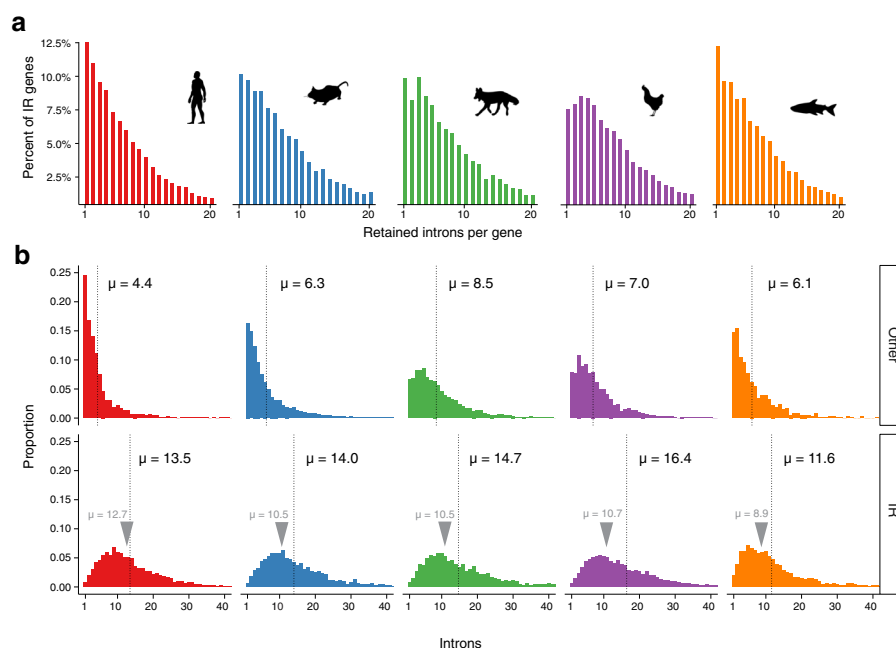 a
Percent of IR genes
12.5%
10.0%
7.5%
5.0%
2.5%
1 10 20 1 10 20 1 10 20 1 10 20 1 10 20
Retained introns per gene
b
Proportion
0.25
0.20
0.15
0.10
0.05
0.00
μ = 4.4 μ = 6.3 μ = 8.5 μ = 7.0 μ = 6.1
Other
0.25
0.20
0.15
0.10
0.05
0.00
μ = 13.5 μ = 14.0 μ = 14.7 μ = 16.4 μ = 11.6
μ = 12.7 μ = 10.5 μ = 10.5 μ = 10.7 μ = 8.9
IR
1 10 20 30 40 1 10 20 30 40 1 10 20 30 40 1 10 20 30 40 1 10 20 30 40
Introns